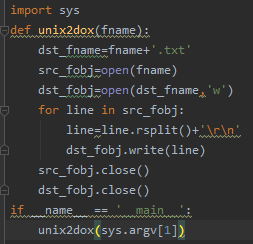 import sys
def unix2dox(fname):
    dst_fname=fname+'.txt'
    src_fobj=open(fname)
    dst_fobj=open(dst_fname,'w')
    for line in src_fobj:
        line=line.rsplit()+'\r\n'
        dst_fobj.write(line)
    src_fobj.close()
    dst_fobj.close()
if __name__ == '__main__':
    unix2dox(sys.argv[1])